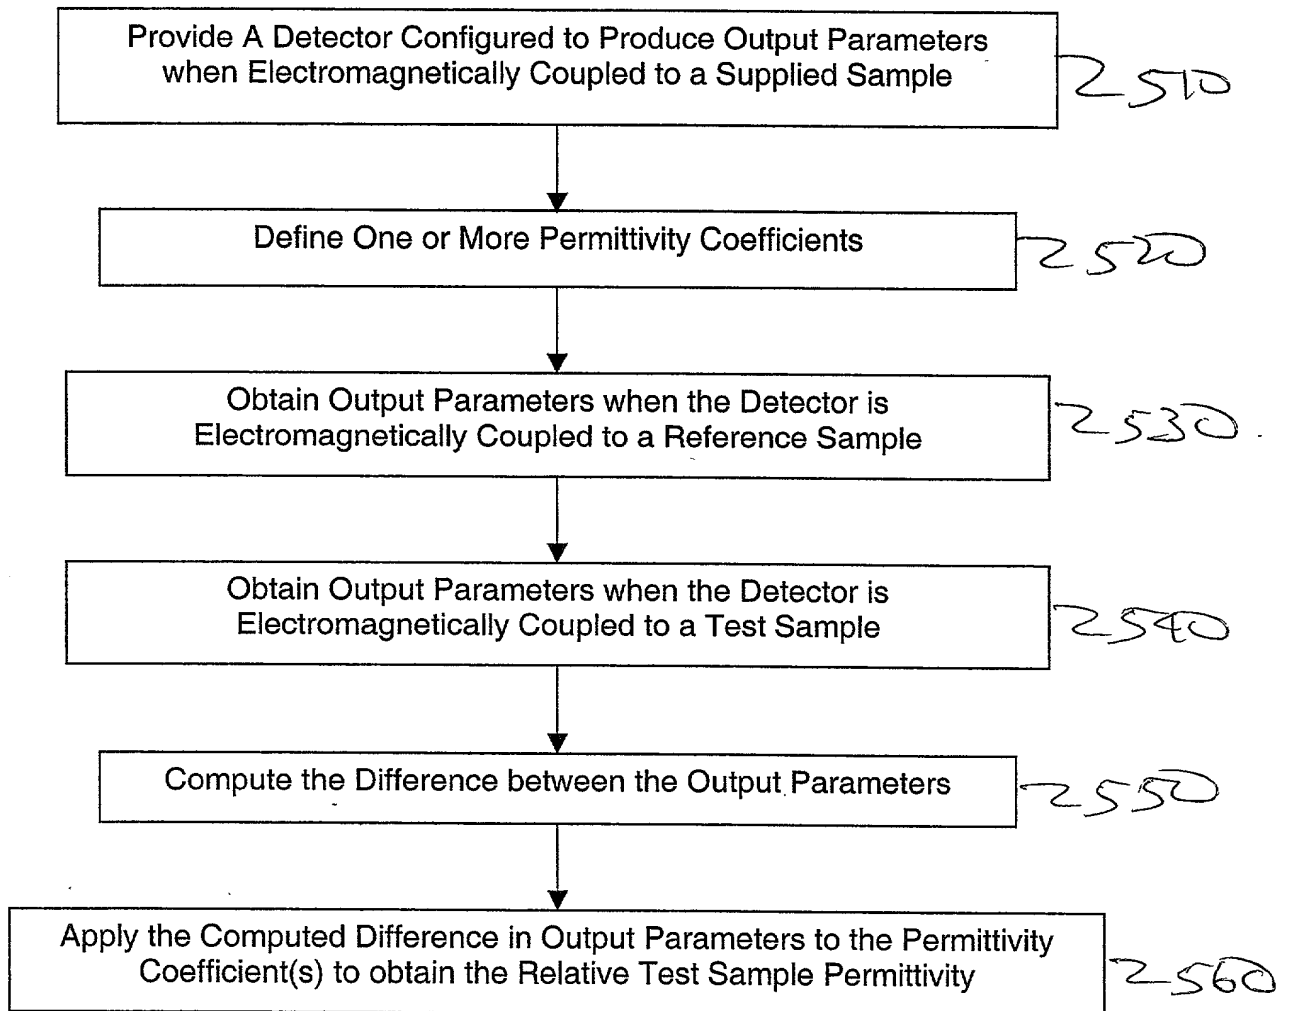 Provide A Detector Configured to Produce Output Parameters
when Electromagnetically Coupled to a Supplied Sample
2510
Define One or More Permittivity Coefficients
2520
Obtain Output Parameters when the Detector is
Electromagnetically Coupled to a Reference Sample
2530
Obtain Output Parameters when the Detector is
Electromagnetically Coupled to a Test Sample
2540
Compute the Difference between the Output Parameters
2550
Apply the Computed Difference in Output Parameters to the Permittivity
Coefficient(s) to obtain the Relative Test Sample Permittivity
2560